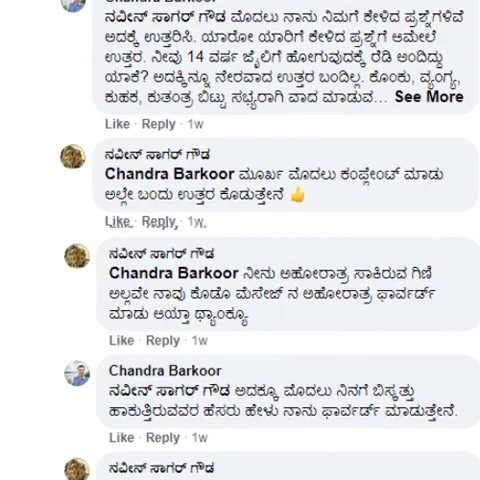 Chandra Barkoor
ನವೀನ್ ಸಾಗರ್ ಗೌಡ ಮೊದಲು ನಾನು ನಿಮಗೆ ಕೇಳಿದ ಪ್ರಶ್ನೆಗಳಿವೆ
ಅದಕ್ಕೆ ಉತ್ತರಿಸಿ. ಯಾರೋ ಯಾರಿಗೆ ಕೇಳಿದ ಪ್ರಶ್ನೆಗೆ ಆಮೇಲೆ
ಉತ್ತರ. ನೀವು 14 ವರ್ಷ ಜೈಲಿಗೆ ಹೋಗುವುದಕ್ಕೆ ರೆಡಿ ಅಂದಿದ್ದು
ಯಾಕೆ? ಅದಕ್ಕಿನ್ನೂ ನೇರವಾದ ಉತ್ತರ ಬಂದಿಲ್ಲ. ಕೊಂಕು, ವ್ಯಂಗ್ಯ,
ಕುಹಕ, ಕುತಂತ್ರ ಬಿಟ್ಟು ಸಭ್ಯರಾಗಿ ವಾದ ಮಾಡುವ... See More
Like · Reply · 1w
ನವೀನ್ ಸಾಗರ್ ಗೌಡ
Chandra Barkoor ಮೂರ್ಖ ಮೊದಲು ಕಂಪ್ಲೇಂಟ್ ಮಾಡು
ಅಲ್ಲೇ ಬಂದು ಉತ್ತರ ಕೊಡುತ್ತೇನೆ 👍
Like · Reply · 1w
ನವೀನ್ ಸಾಗರ್ ಗೌಡ
Chandra Barkoor ನೀನು ಅಹೋರಾತ್ರ ಸಾಕಿರುವ ಗಿಣಿ
ಅಲ್ಲವೇ ನಾವು ಕೊಡೊ ಮೆಸೇಜ್ ನ ಅಹೋರಾತ್ರ ಫಾರ್ವರ್ಡ್
ಮಾಡು ಆಯ್ತಾ ಥ್ಯಾಂಕ್ಯೂ
Like · Reply · 1w
Chandra Barkoor
ನವೀನ್ ಸಾಗರ್ ಗೌಡ ಅದಕ್ಕೂ ಮೊದಲು ನಿನಗೆ ಬಿಸ್ಕತ್ತು
ಹಾಕುತ್ತಿರುವವರ ಹೆಸರು ಹೇಳು ನಾನು ಫಾರ್ವರ್ಡ್ ಮಾಡುತ್ತೇನೆ.
Like · Reply · 1w
ನವೀನ್ ಸಾಗರ್ ಗೌಡ